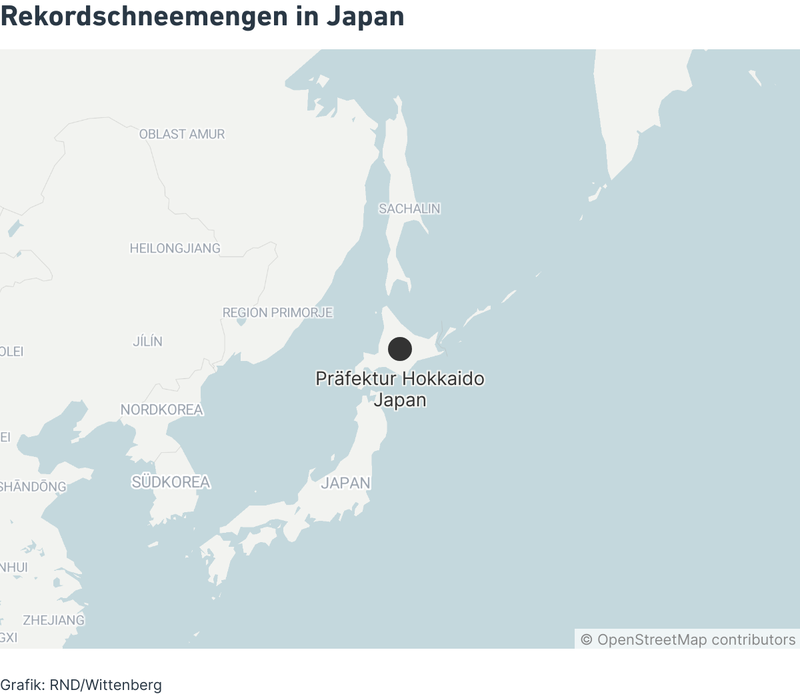 Rekordschneemengen in Japan
OBLAST AMUR
SACHALIN
HEILONGJIANG
REGION PRIMORJE
JÍLÍN
OLEI
Präfektur Hokkaido
Japan
NORDKOREA
EI
SÜDKOREA
JAPAN
SHĀNDŌNG
NHUI
ZHEJIANG
GXI
© OpenStreetMap contributors
Grafik: RND/Wittenberg